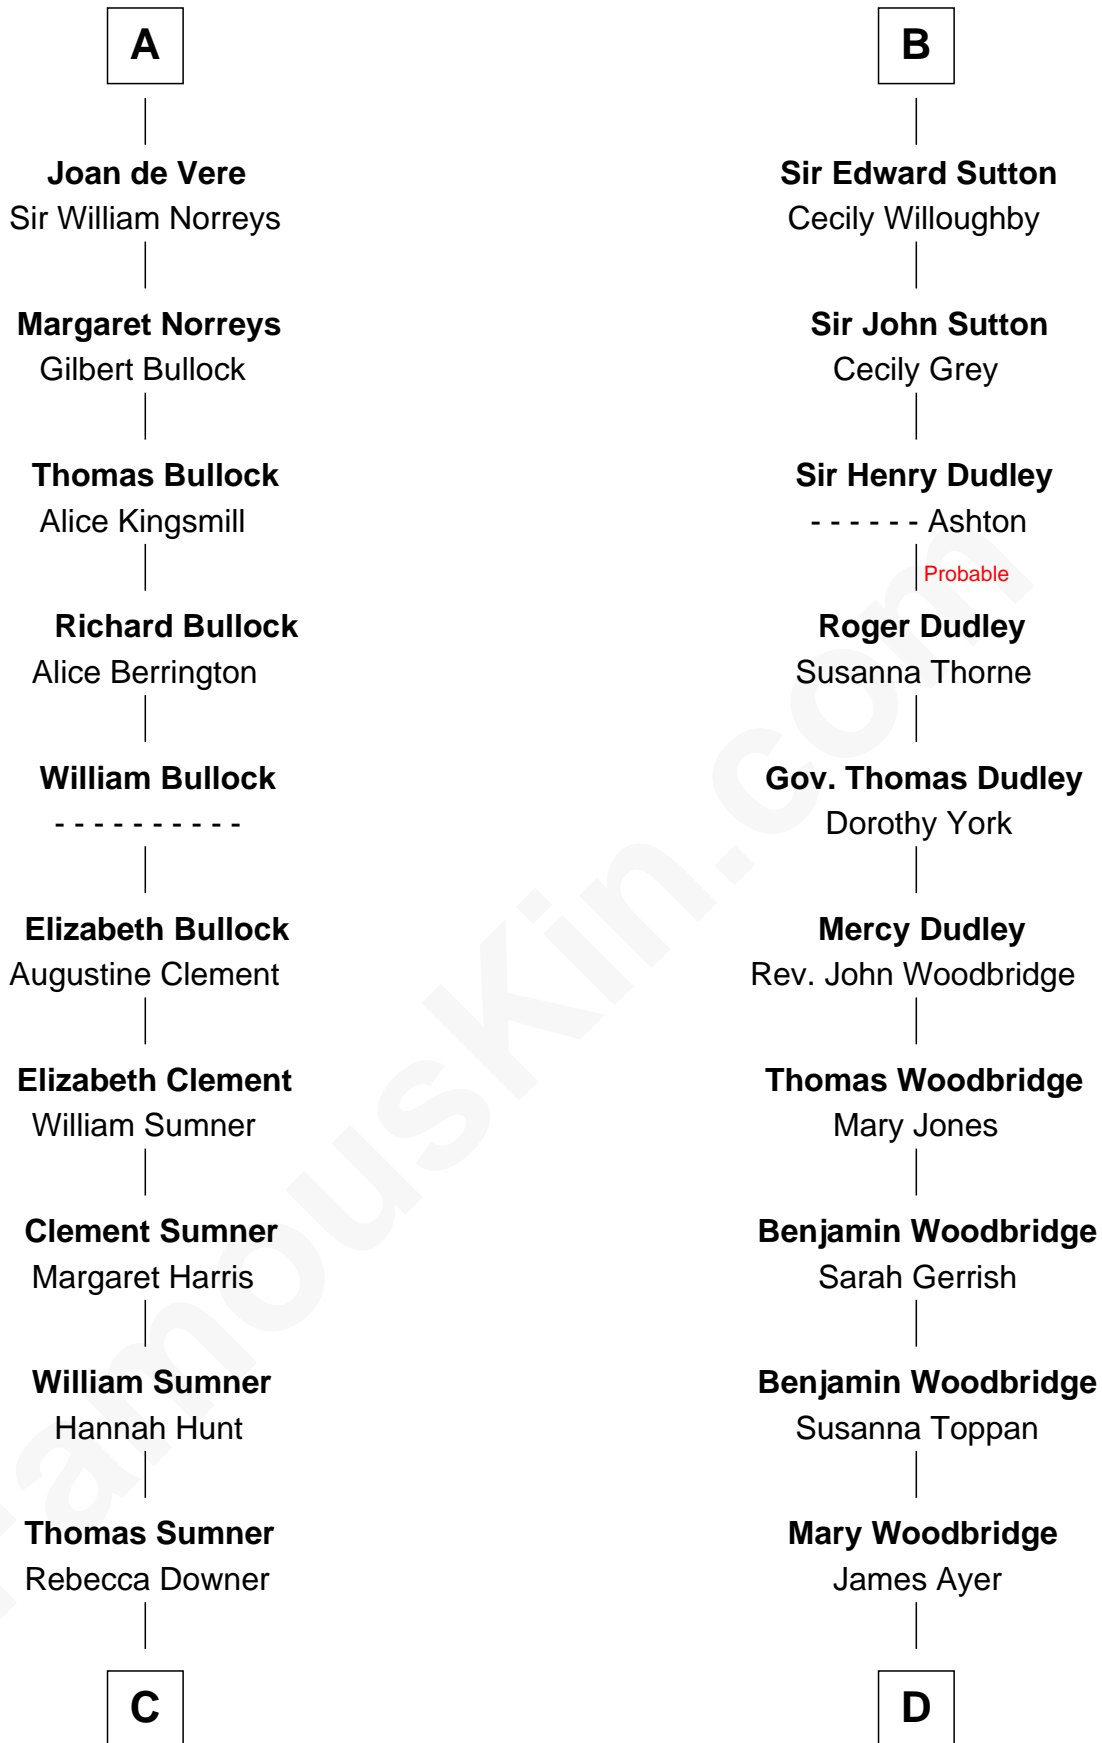 A
Joan de Vere
Sir William Norreys
Margaret Norreys
Gilbert Bullock
Thomas Bullock
Alice Kingsmill
Richard Bullock
Alice Berrington
William Bullock
- - - - - - - - - -
Elizabeth Bullock
Augustine Clement
Elizabeth Clement
William Sumner
Clement Sumner
Margaret Harris
William Sumner
Hannah Hunt
Thomas Sumner
Rebecca Downer
C
B
Sir Edward Sutton
Cecily Willoughby
Sir John Sutton
Cecily Grey
Sir Henry Dudley
- - - - - - Ashton
Probable
Roger Dudley
Susanna Thorne
Gov. Thomas Dudley
Dorothy York
Mercy Dudley
Rev. John Woodbridge
Thomas Woodbridge
Mary Jones
Benjamin Woodbridge
Sarah Gerrish
Benjamin Woodbridge
Susanna Toppan
Mary Woodbridge
James Ayer
D
FamousKin.com